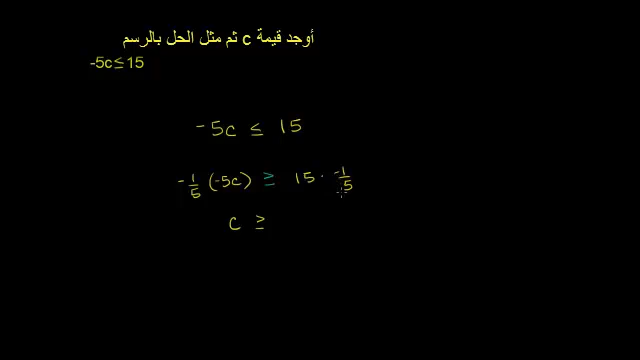 أوجد قيمة c ثم مثل الحل بالرسم
-5c≤15
-5c ≤ 15
-1/5 (-5c) ≥ 15 · -1/5
c ≥